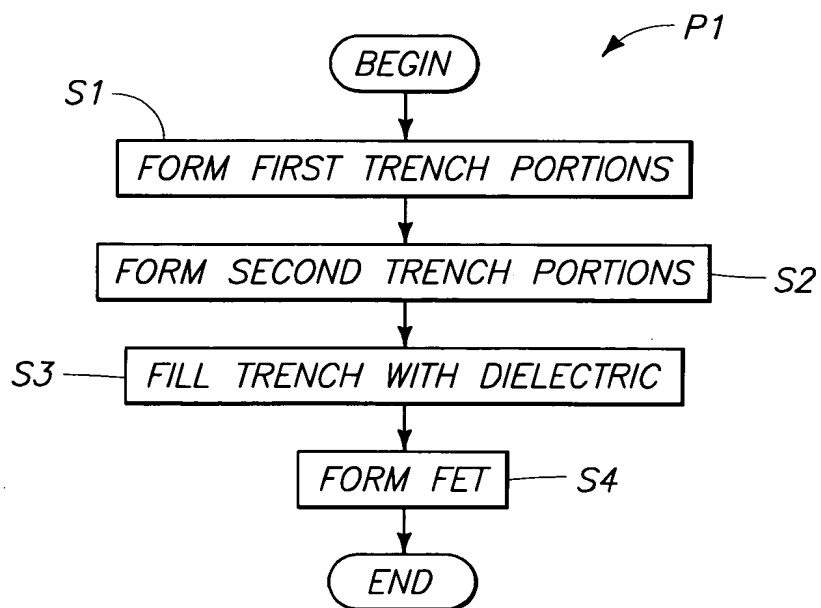 P1
BEGIN
S1
FORM FIRST TRENCH PORTIONS
FORM SECOND TRENCH PORTIONS
S2
S3
FILL TRENCH WITH DIELECTRIC
FORM FET
S4
END